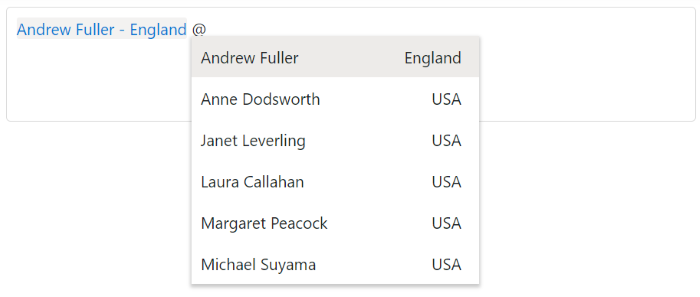 Andrew Fuller - England @
Andrew Fuller England
Anne Dodsworth USA
Janet Leverling USA
Laura Callahan USA
Margaret Peacock USA
Michael Suyama USA